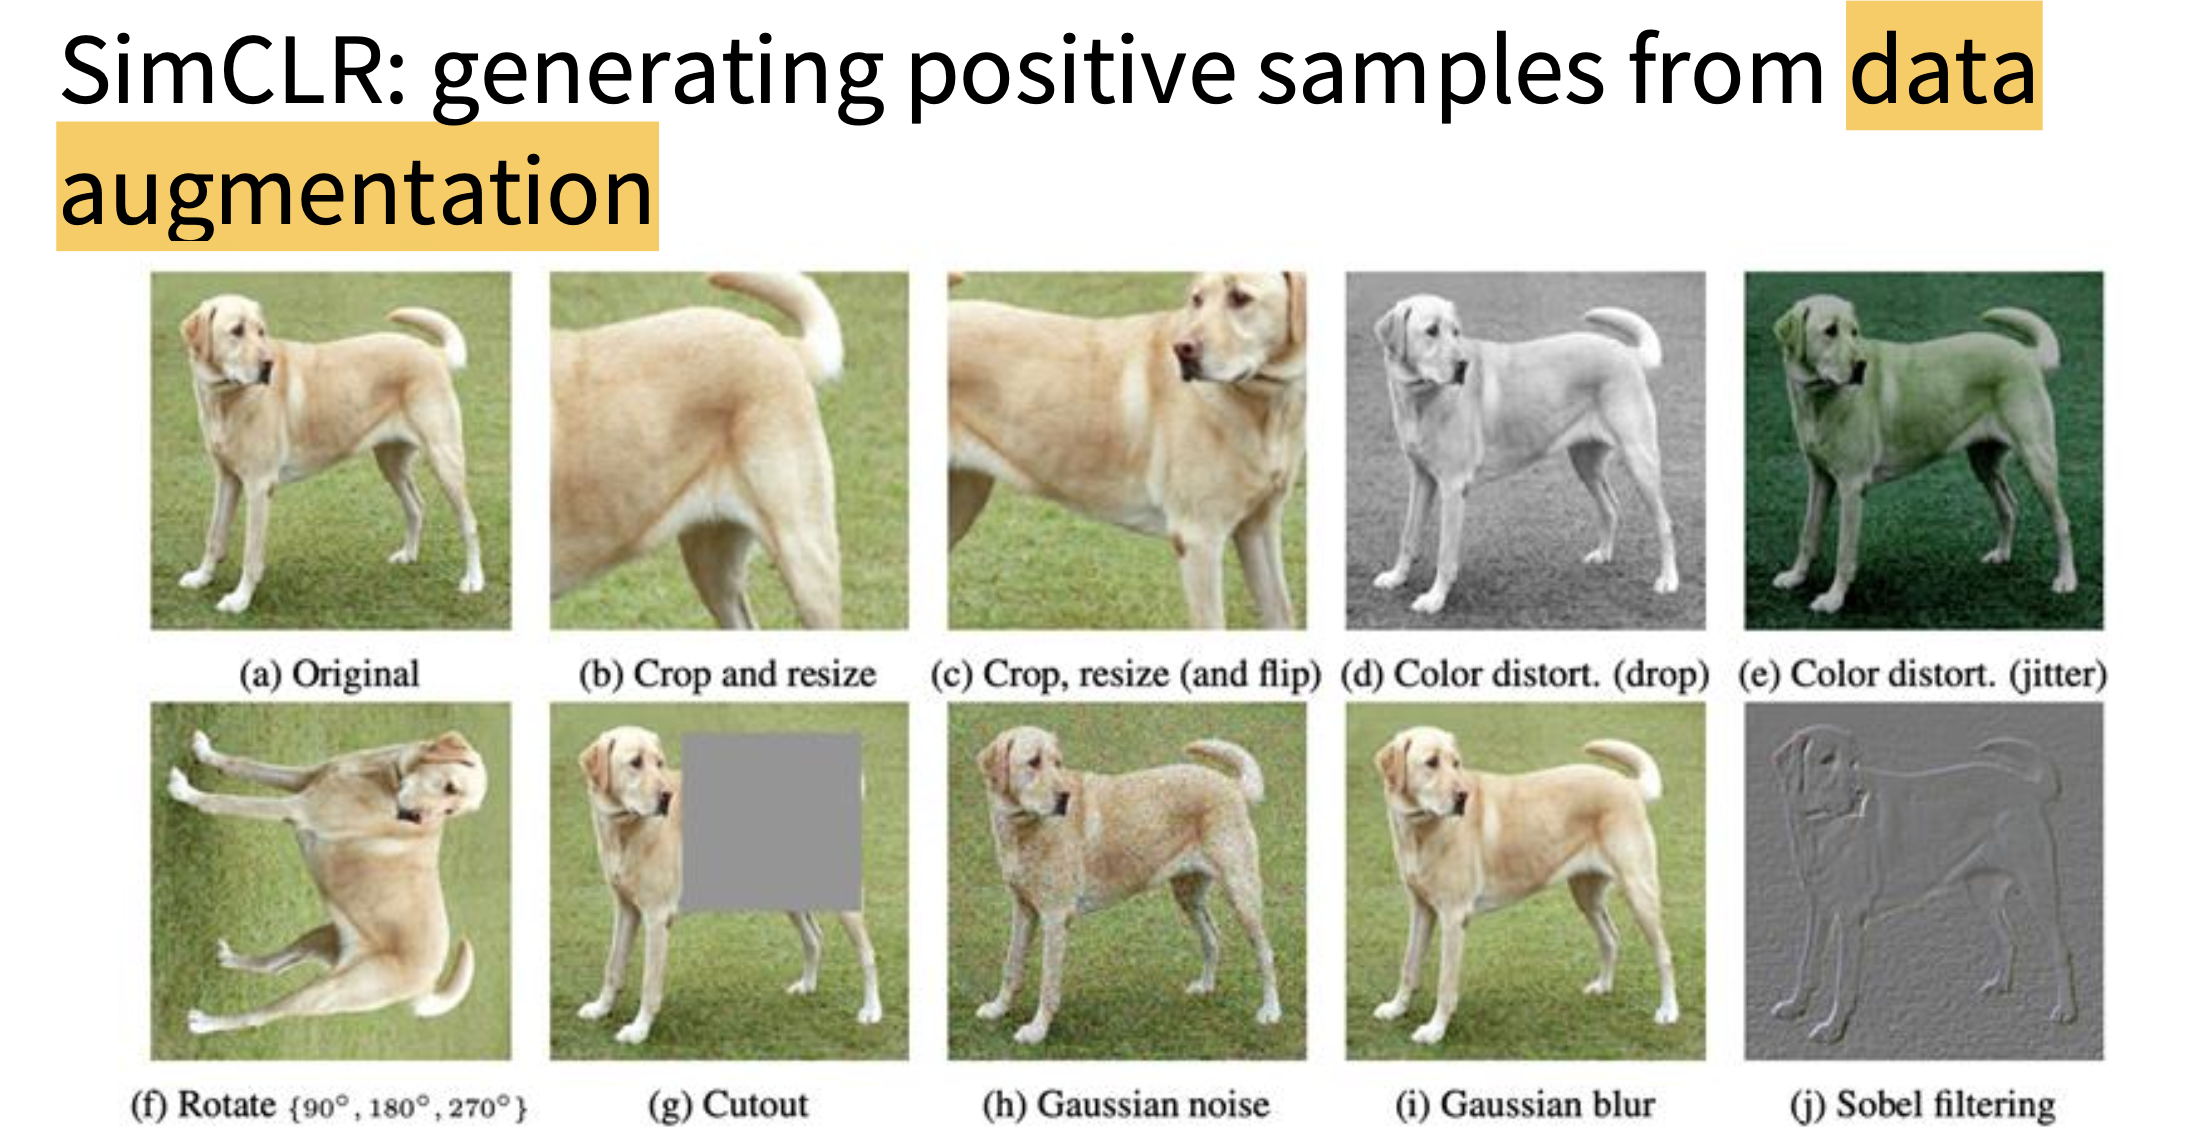 SimCLR: generating positive samples from data
augmentation
(a) Original
(b) Crop and resize
(c) Crop, resize (and flip)
(d) Color distort. (drop)
(e) Color distort. (jitter)
(f) Rotate {90°, 180°, 270°}
(g) Cutout
(h) Gaussian noise
(i) Gaussian blur
(j) Sobel filtering